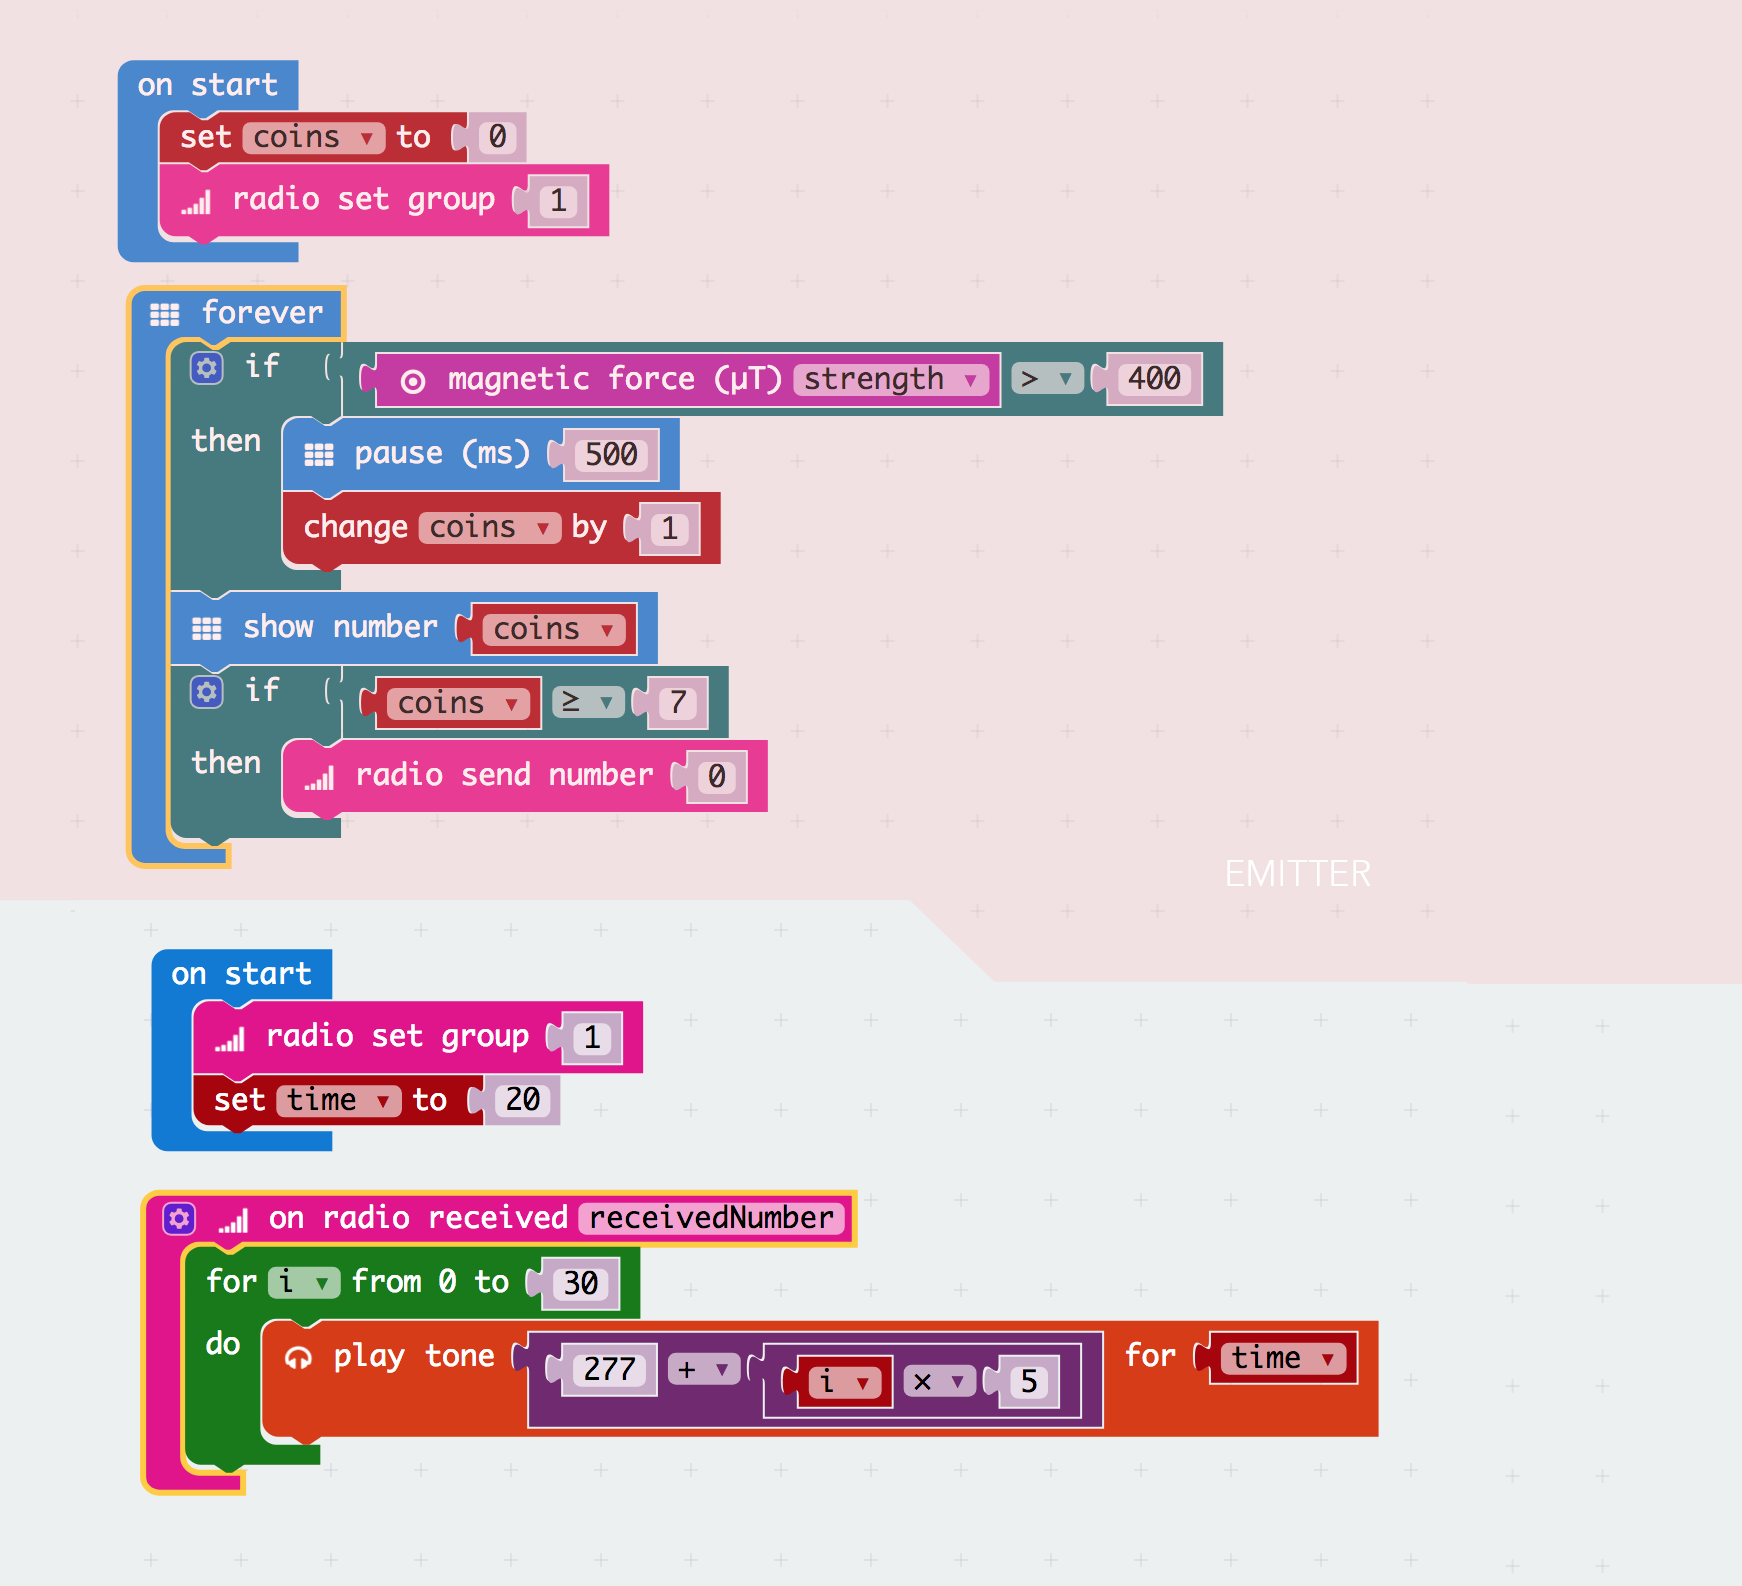 on start
set coins ▾ to 0
radio set group 1
forever
if magnetic force (µT) strength ▾ > ▾ 400
then pause (ms) 500
change coins ▾ by 1
show number coins ▾
if coins ▾ ≥ ▾ 7
then radio send number 0
EMITTER
on start
radio set group 1
set time ▾ to 20
on radio received receivedNumber
for i ▾ from 0 to 30
do play tone 277 + ▾ i ▾ × ▾ 5 for time ▾